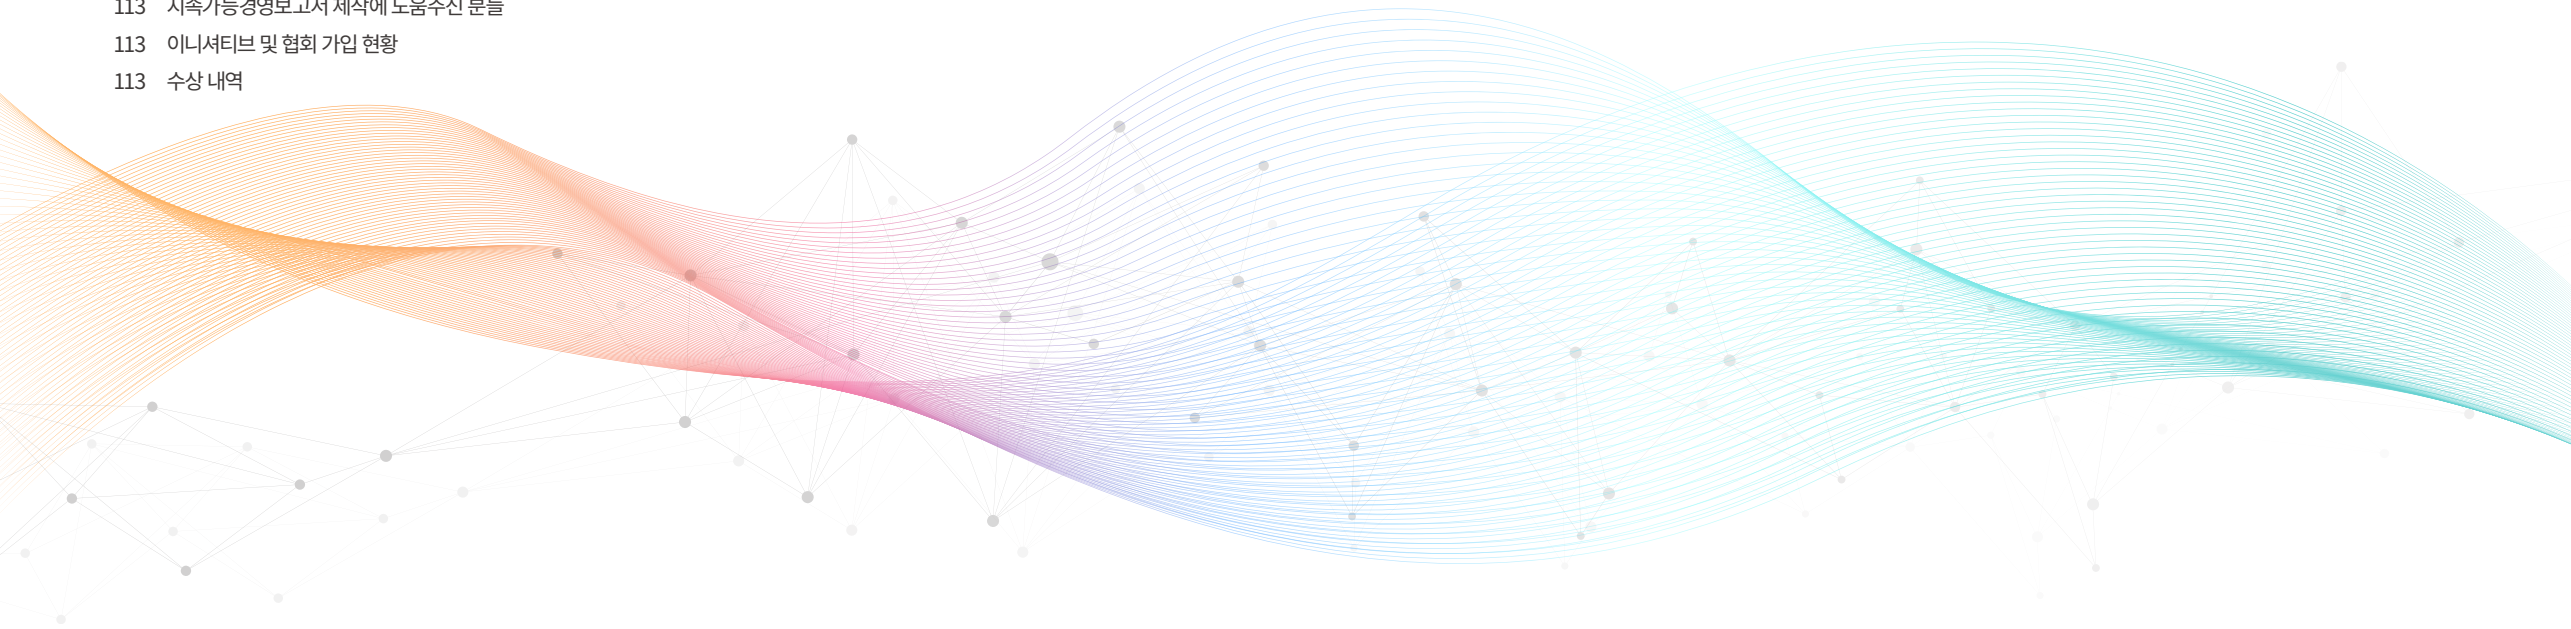 113 지속가능경영보고서 제작에 도움주신 분들
113 이니셔티브 및 협회 가입 현황
113 수상 내역